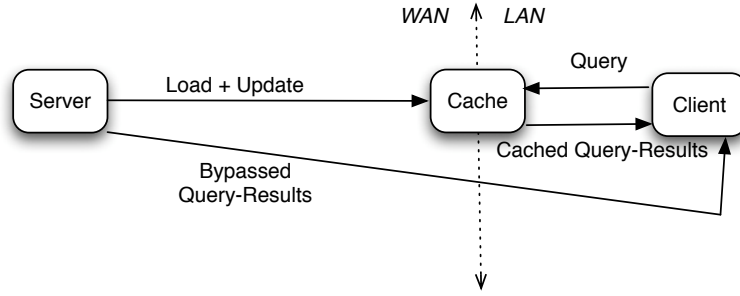 WAN LAN
Query
Server
Load + Update
Cache
Client
Cached Query-Results
Bypassed
Query-Results